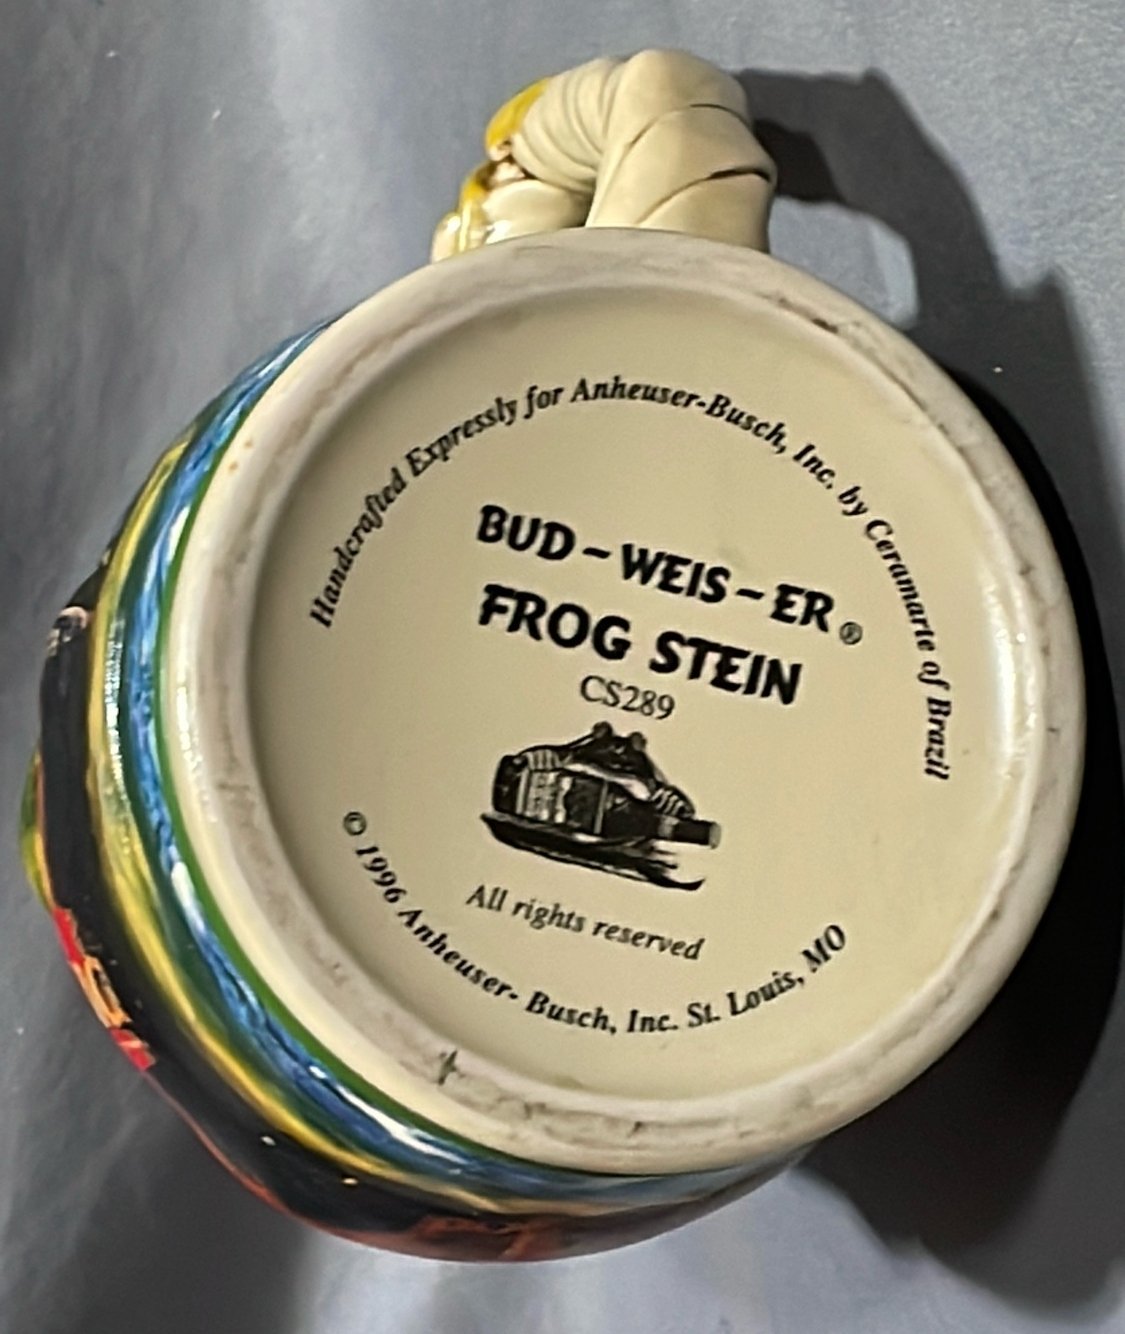 Handcrafted Expressly for Anheuser-Busch, Inc. by Ceramarte of Brazil
BUD ~ WEIS ~ ER®
FROG STEIN
CS289
All rights reserved
© 1996 Anheuser- Busch, Inc. St. Louis, MO